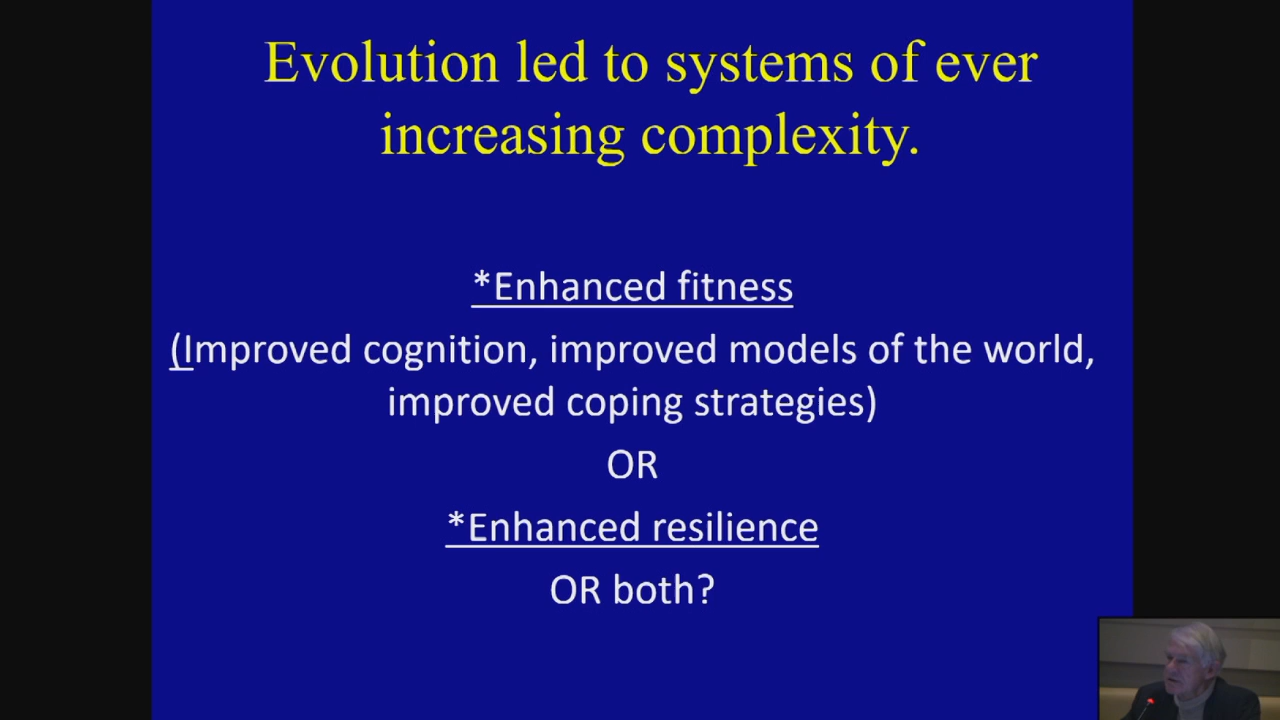 Evolution led to systems of ever
increasing complexity.
*Enhanced fitness
(Improved cognition, improved models of the world,
improved coping strategies)
OR
*Enhanced resilience
OR both?